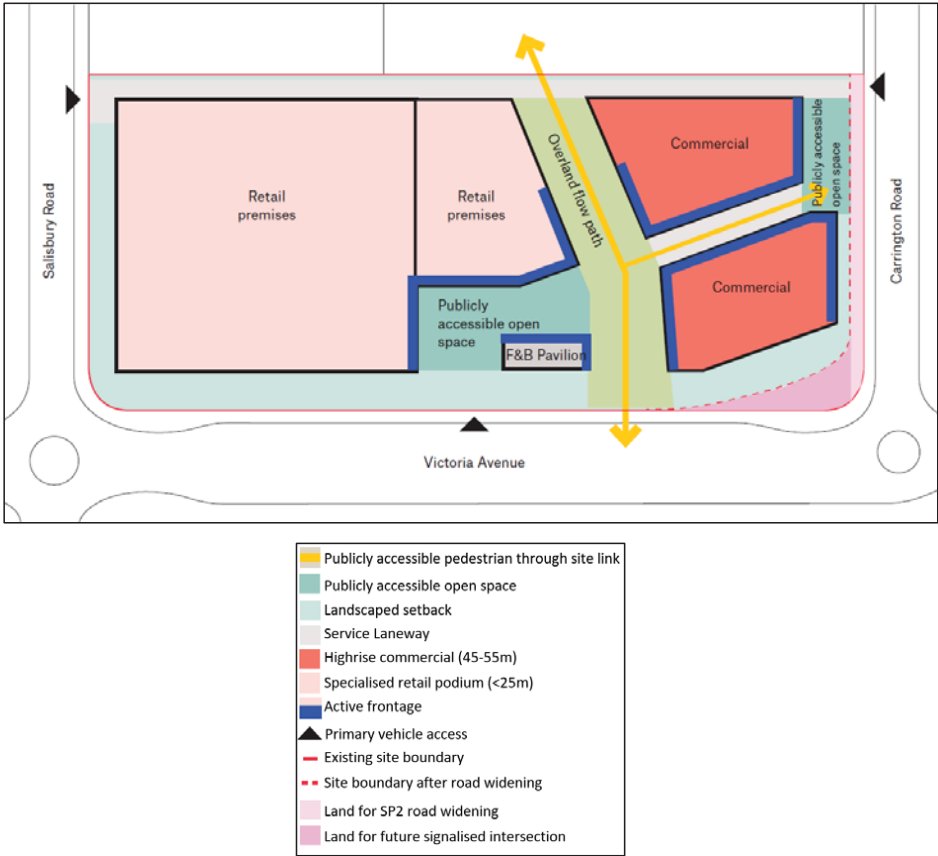 Overland flow path
Commercial
Publicly accessible
open space
Retail
premises
Retail
premises
Salisbury Road
Carrington Road
Commercial
Publicly
accessible open
space
F&B Pavilion
Victoria Avenue
Publicly accessible pedestrian through site link
Publicly accessible open space
Landscaped setback
Service Laneway
Highrise commercial (45-55m)
Specialised retail podium (<25m)
Active frontage
Primary vehicle access
Existing site boundary
Site boundary after road widening
Land for SP2 road widening
Land for future signalised intersection